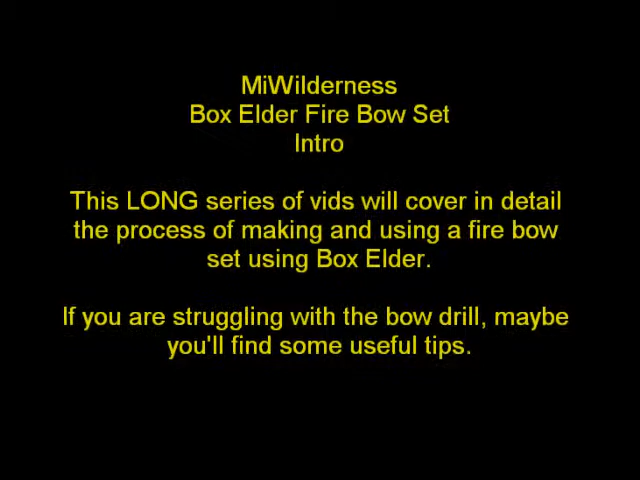 MiWilderness
Box Elder Fire Bow Set
Intro
This LONG series of vids will cover in detail
the process of making and using a fire bow
set using Box Elder.
If you are struggling with the bow drill, maybe
you'll find some useful tips.